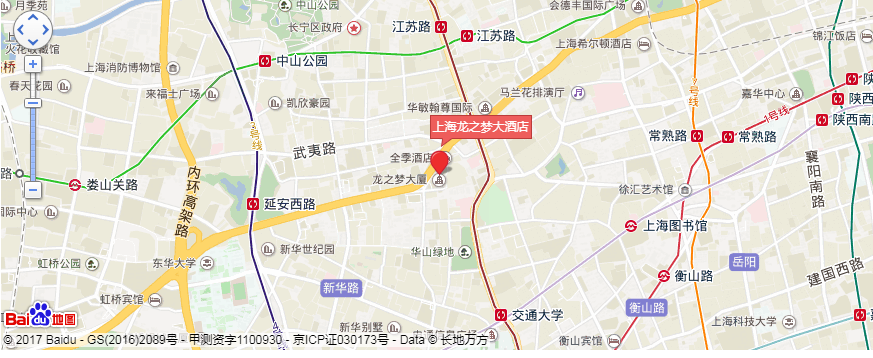 月季苑
中山公园
会德丰国际广场
长宁区政府
江苏路
江苏路
上海希尔顿酒店
锦江饭店
火花收藏馆
中山公园
上海消防博物馆
桥
春天花园
來福士广场
凯欣豪园
马兰花排演厅
嘉华中心
陕
陕西
华敏翰尊国际
2号线
1号线
陕西南
上海龙之梦大酒店
常熟路
常熟路
武夷路
全季酒店
襄阳南路
路
娄山关路
内环高架路
龙之梦大厦
徐汇艺术馆
国际中心
延安西路
上海图书馆
新华世纪园
华山绿地
虹桥公园
东华大学
岳阳
衡山路
建国西路
新华路
虹桥宾馆
衡山路
交通大学
上海科技大学
新华别墅
衡山宾馆
Bai du 地图
© 2017 Baidu - GS(2016)2089号 - 甲测资字1100930 - 京ICP证030173号 - Data © 长地万方